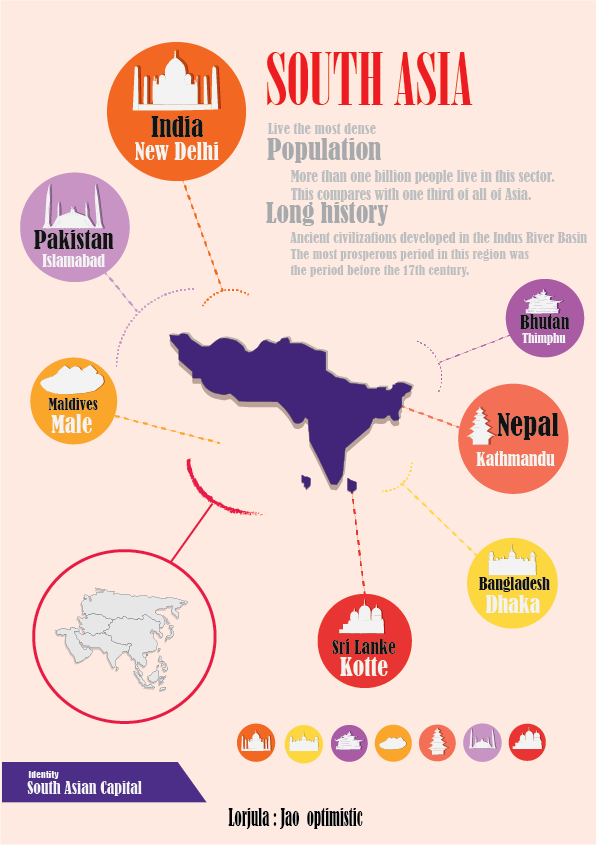 SOUTH ASIA
Live the most dense
Population
More than one billion people live in this sector.
This compares with one third of all of Asia.
Long history
Ancient civilizations developed in the Indus River Basin
The most prosperous period in this region was
the period before the 17th century.
India
New Delhi
Pakistan
Islamabad
Bhutan
Thimphu
Maldives
Male
Nepal
Kathmandu
Bangladesh
Dhaka
Sri Lanke
Kotte
Identity
South Asian Capital
Lorjula : Jao optimistic